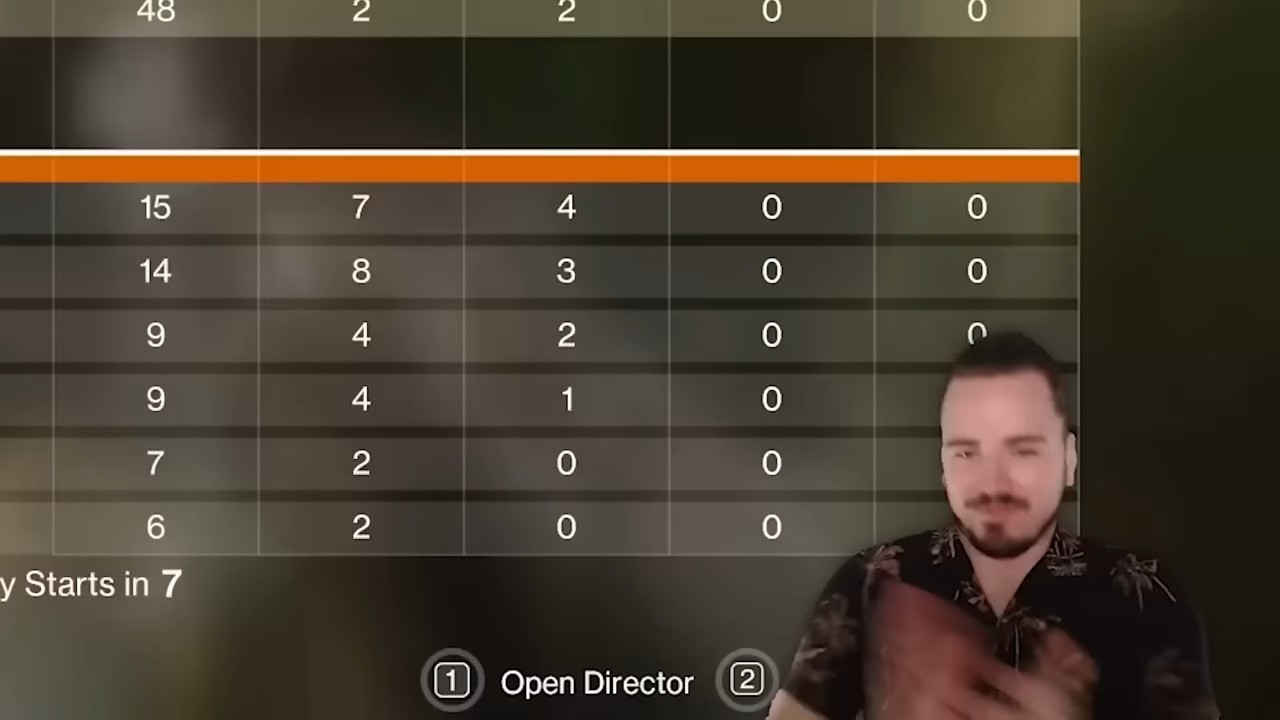 48 2 2 0 0
15 7 4 0 0
14 8 3 0 0
9 4 2 0 0
9 4 1 0
7 2 0 0
6 2 0 0
y Starts in 7
1 Open Director 2